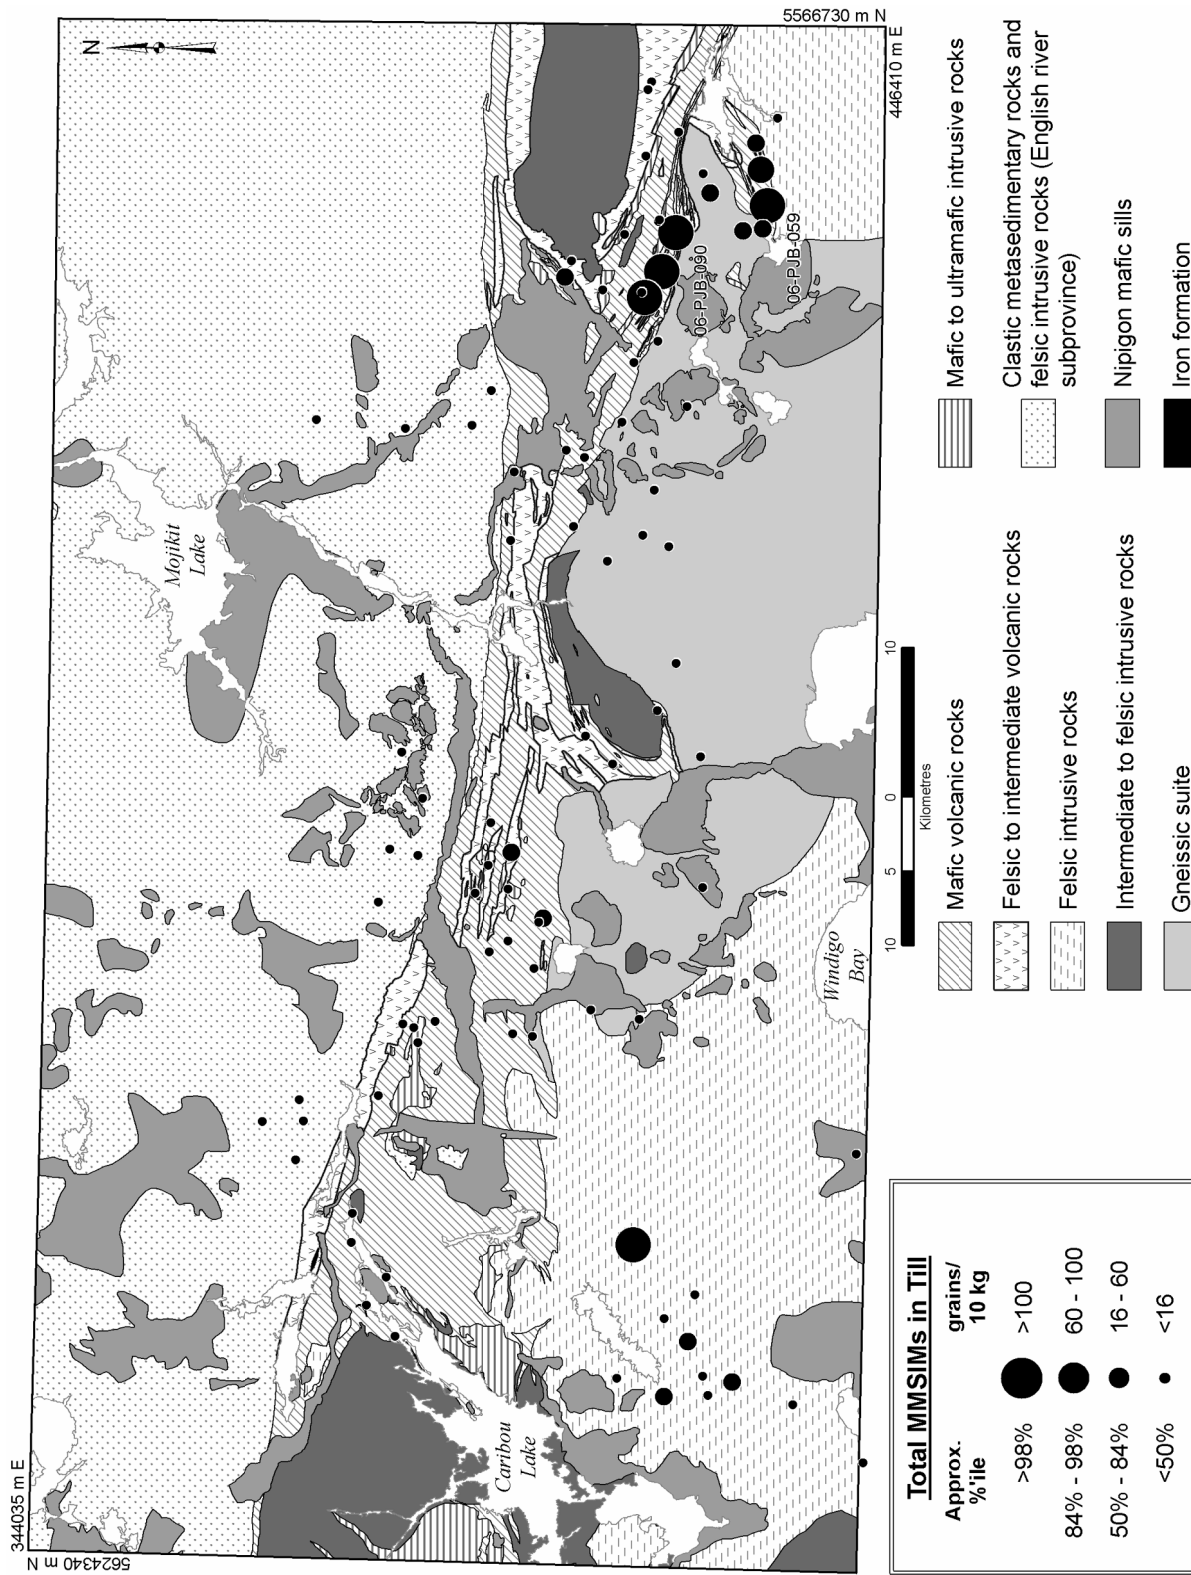 344035 m E
5624340 m N
5566730 m N
446410 m E
N
Mojikit
Lake
Caribou
Lake
Windigo
Bay
06-PJB-090
06-PJB-059
10
5
0
10
Kilometres
Total MMSIMs in Till
Approx.
%'ile
grains/
10 kg
>98%
>100
84% - 98%
60 - 100
50% - 84%
16 - 60
<50%
<16
Mafic volcanic rocks
Felsic to intermediate volcanic rocks
Felsic intrusive rocks
Intermediate to felsic intrusive rocks
Gneissic suite
Mafic to ultramafic intrusive rocks
Clastic metasedimentary rocks and
felsic intrusive rocks (English river
subprovince)
Nipigon mafic sills
Iron formation